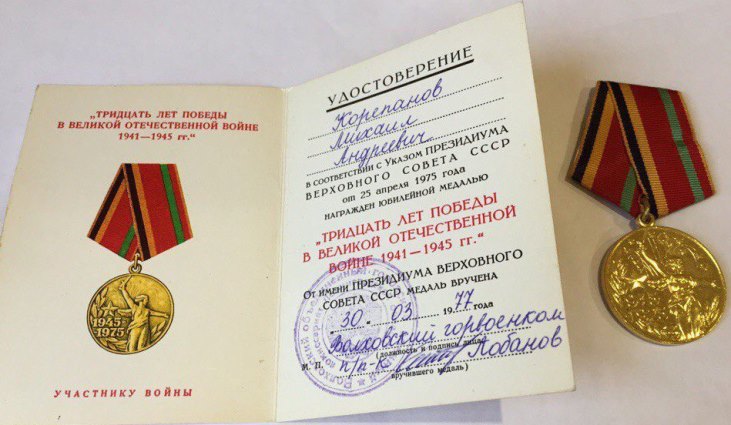 „ТРИДЦАТЬ ЛЕТ ПОБЕДЫ
В ВЕЛИКОЙ ОТЕЧЕСТВЕННОЙ ВОЙНЕ
1941—1945 гг.“
1945
1975
УЧАСТНИКУ ВОЙНЫ
УДОСТОВЕРЕНИЕ
Корепанов
Михаил
Андреевич
В СООТВЕТСТВИИ С УКАЗОМ ПРЕЗИДИУМА
ВЕРХОВНОГО СОВЕТА СССР
от 25 апреля 1975 года
НАГРАЖДЕН ЮБИЛЕЙНОЙ МЕДАЛЬЮ
„ТРИДЦАТЬ ЛЕТ ПОБЕДЫ
В ВЕЛИКОЙ ОТЕЧЕСТВЕННОЙ
ВОЙНЕ 1941—1945 гг.“
ОТ ИМЕНИ ПРЕЗИДИУМА ВЕРХОВНОГО
СОВЕТА СССР МЕДАЛЬ ВРУЧЕНА
„30„ 03 1977 года
Волховский горвоенком
(должность и подпись лица,
М. П. п/п-к Лобанов
вручившего медаль)